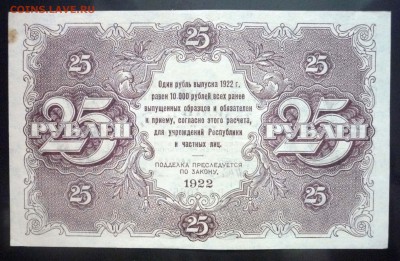 COINS.LAVE.RU
25 25
Один рубль выпуска 1922 г.
равен 10.000 рублей всех ранее
выпущенных образцов и обязателен
к приему, согласно этого расчета,
для учреждений Республики
и частных лиц.
25 РУБЛЕЙ 25 РУБЛЕЙ
ПОДДЕЛКА ПРЕСЛЕДУЕТСЯ
ПО ЗАКОНУ.
1922
25 25